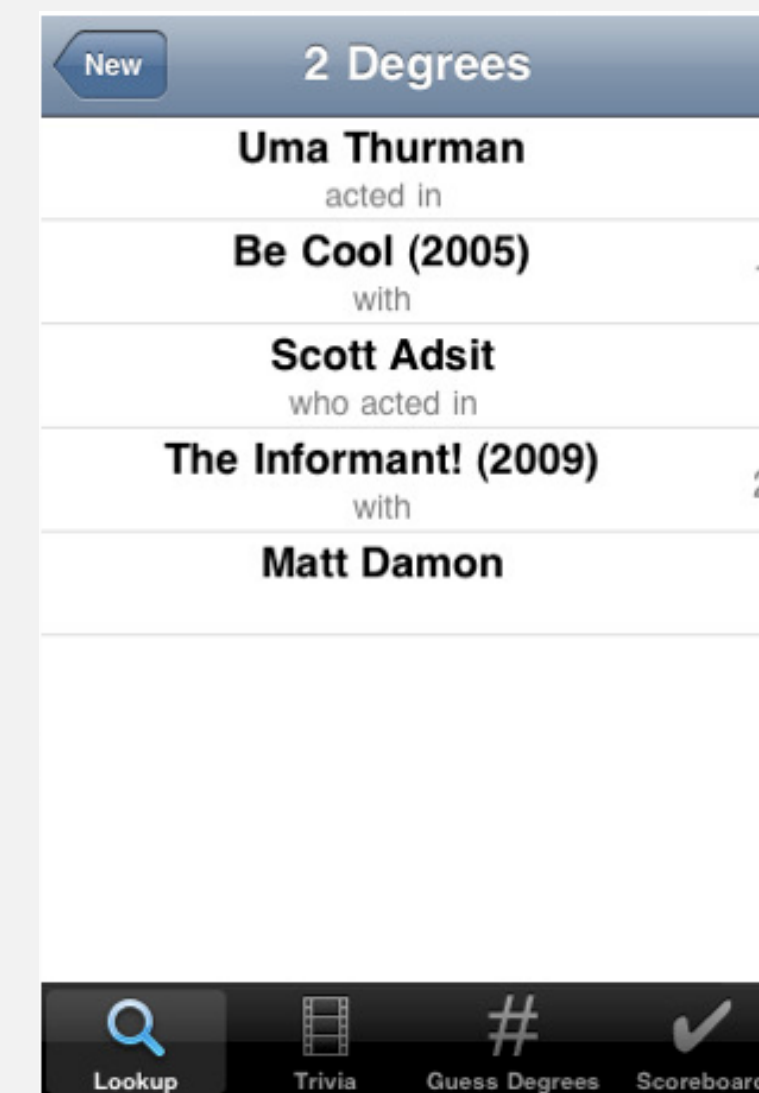 New
2 Degrees
Uma Thurman
acted in
Be Cool (2005)
with
Scott Adsit
who acted in
The Informant! (2009)
with
Matt Damon
Lookup
Trivia
Guess Degrees
Scoreboard